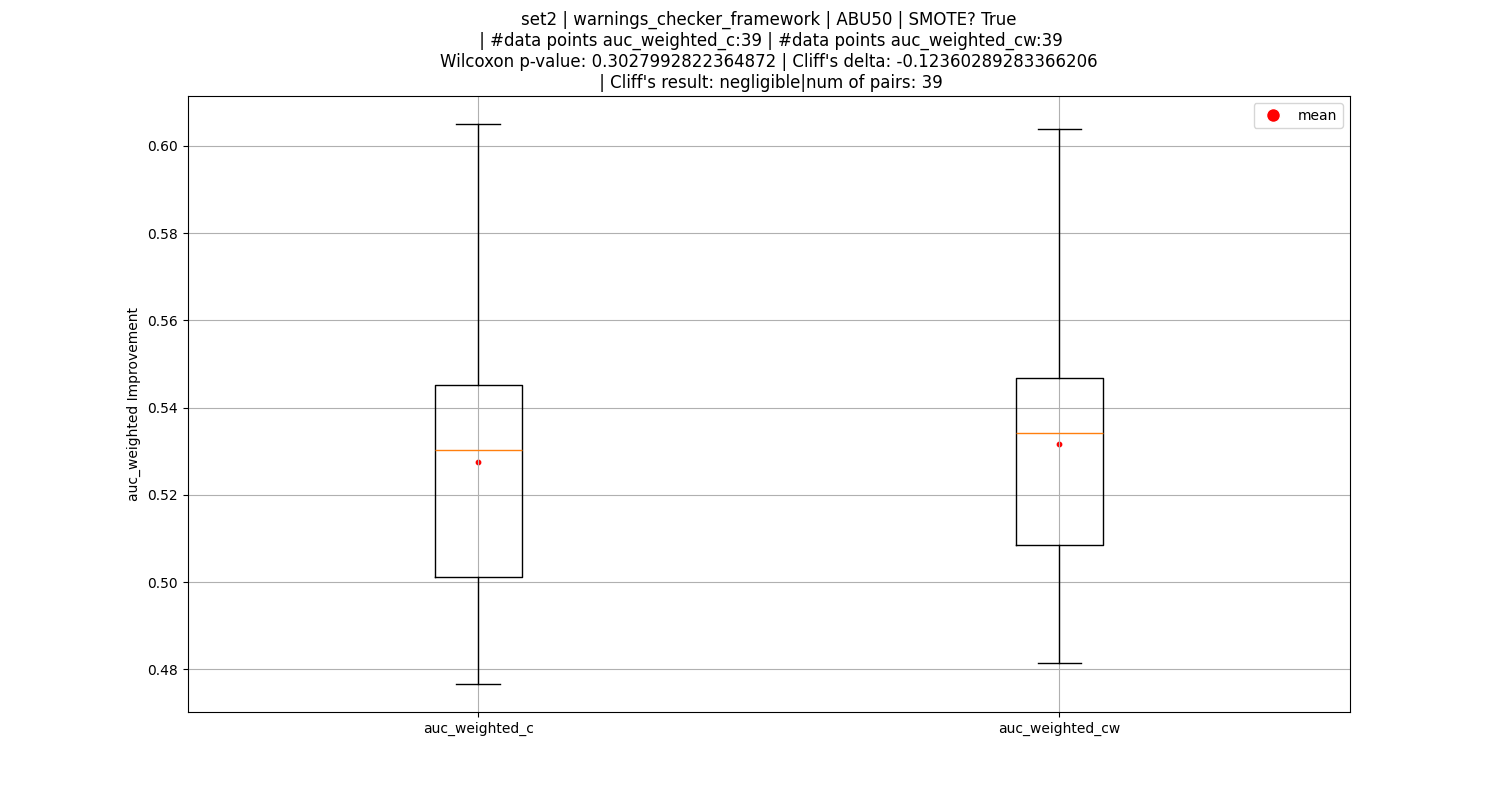 set2 | warnings_checker_framework | ABU50 | SMOTE? True
| #data points auc_weighted_c:39 | #data points auc_weighted_cw:39
Wilcoxon p-value: 0.3027992822364872 | Cliff's delta: -0.12360289283366206
| Cliff's result: negligible|num of pairs: 39
mean
0.60
0.58
0.56
0.54
0.52
0.50
0.48
auc_weighted Improvement
auc_weighted_c
auc_weighted_cw